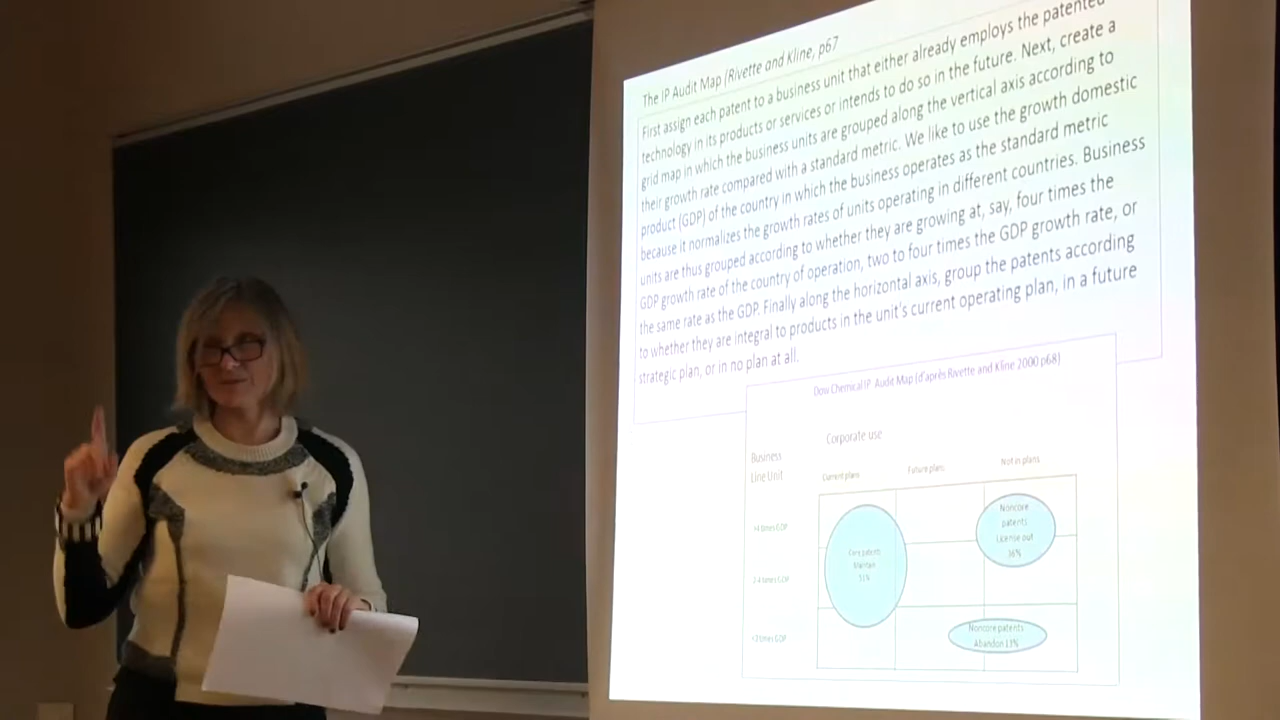 The IP Audit Map (Rivette and Kline, p67
First assign each patent to a business unit that either already employs the patented
technology in its products or services or intends to do so in the future. Next, create a
grid map in which the business units are grouped along the vertical axis according to
their growth rate compared with a standard metric. We like to use the growth domestic
product (GDP) of the country in which the business operates as the standard metric
because it normalizes the growth rates of units operating in different countries. Business
units are thus grouped according to whether they are growing at, say, four times the
GDP growth rate of the country of operation, two to four times the GDP growth rate, or
the same rate as the GDP. Finally along the horizontal axis, group the patents according
to whether they are integral to products in the unit's current operating plan, in a future
strategic plan, or in no plan at all.
Dow Chemical IP Audit Map (d'après Rivette and Kline 2000 p68)
Corporate use
Business
Line Unit
Current plans
Future plan
Not in plans
>4 times GDP
Noncore
patents
License out
36%
Core patents
Maintain
51%
2-4 times GDP
times GDP
Noncore patents
Abandon 13%